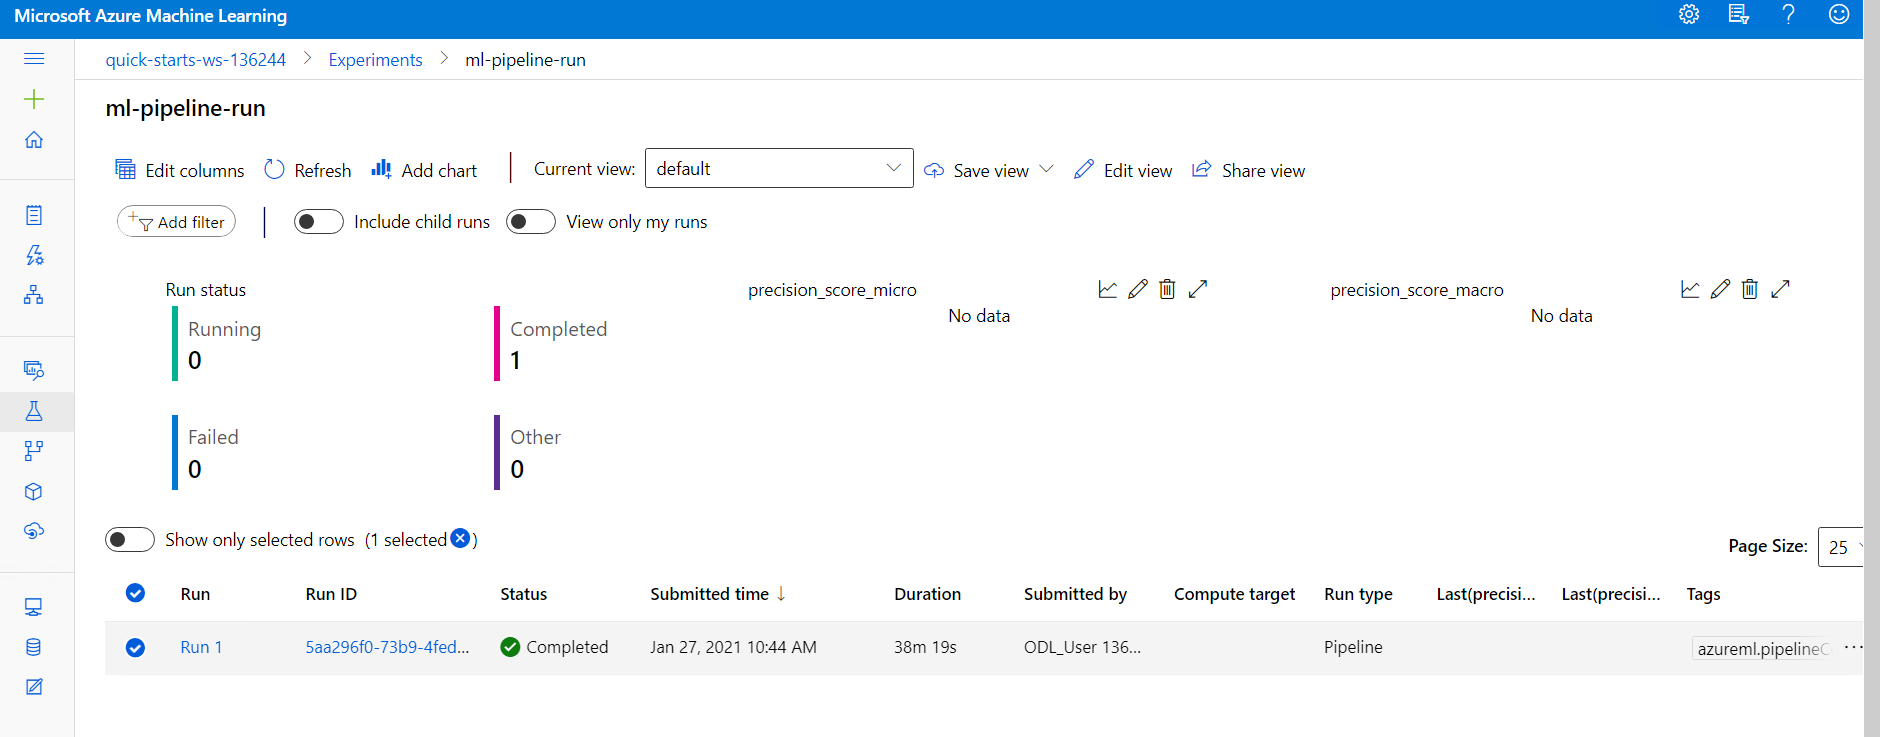 Microsoft Azure Machine Learning
quick-starts-ws-136244 > Experiments > ml-pipeline-run
ml-pipeline-run
Edit columns Refresh Add chart Current view: default Save view Edit view Share view
Add filter Include child runs View only my runs
Run status precision_score_micro precision_score_macro
No data No data
Running Completed
0 1
Failed Other
0 0
Show only selected rows (1 selected )
Page Size: 25
Run Run ID Status Submitted time ↓ Duration Submitted by Compute target Run type Last(precisi... Last(precisi... Tags
Run 1 5aa296f0-73b9-4fed... Completed Jan 27, 2021 10:44 AM 38m 19s ODL_User 136... Pipeline azureml.pipelineC ...